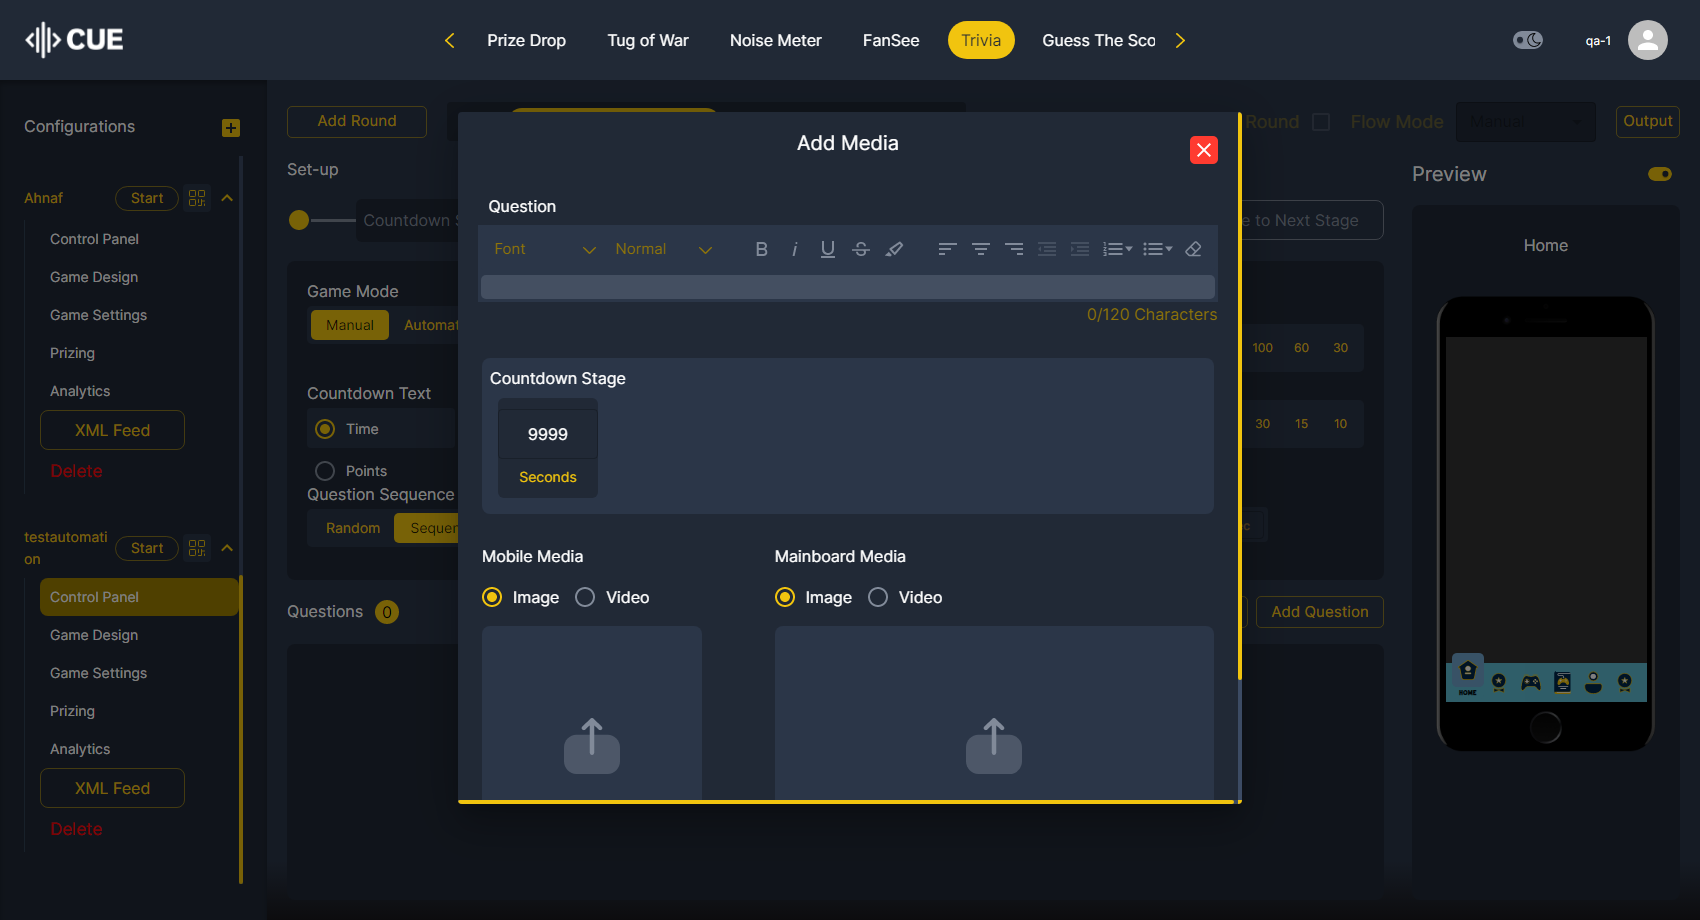 CUE
Prize Drop
Tug of War
Noise Meter
FanSee
Trivia
Guess The Sco
qa-1
Configurations
Ahnaf
Start
Control Panel
Game Design
Game Settings
Prizing
Analytics
XML Feed
Delete
testautomati
on
Start
Control Panel
Game Design
Game Settings
Prizing
Analytics
XML Feed
Delete
Add Round
Round
Flow Mode
Manual
Output
Set-up
Countdown S
e to Next Stage
Game Mode
Manual
Automat
Countdown Text
Time
Points
Question Sequence
Random
Sequen
100 60 30
30 15 10
c
Questions 0
Add Question
Add Media
Question
Font
Normal
B i U S
0/120 Characters
Countdown Stage
9999
Seconds
Mobile Media
Image
Video
Mainboard Media
Image
Video
Preview
Home
HOME